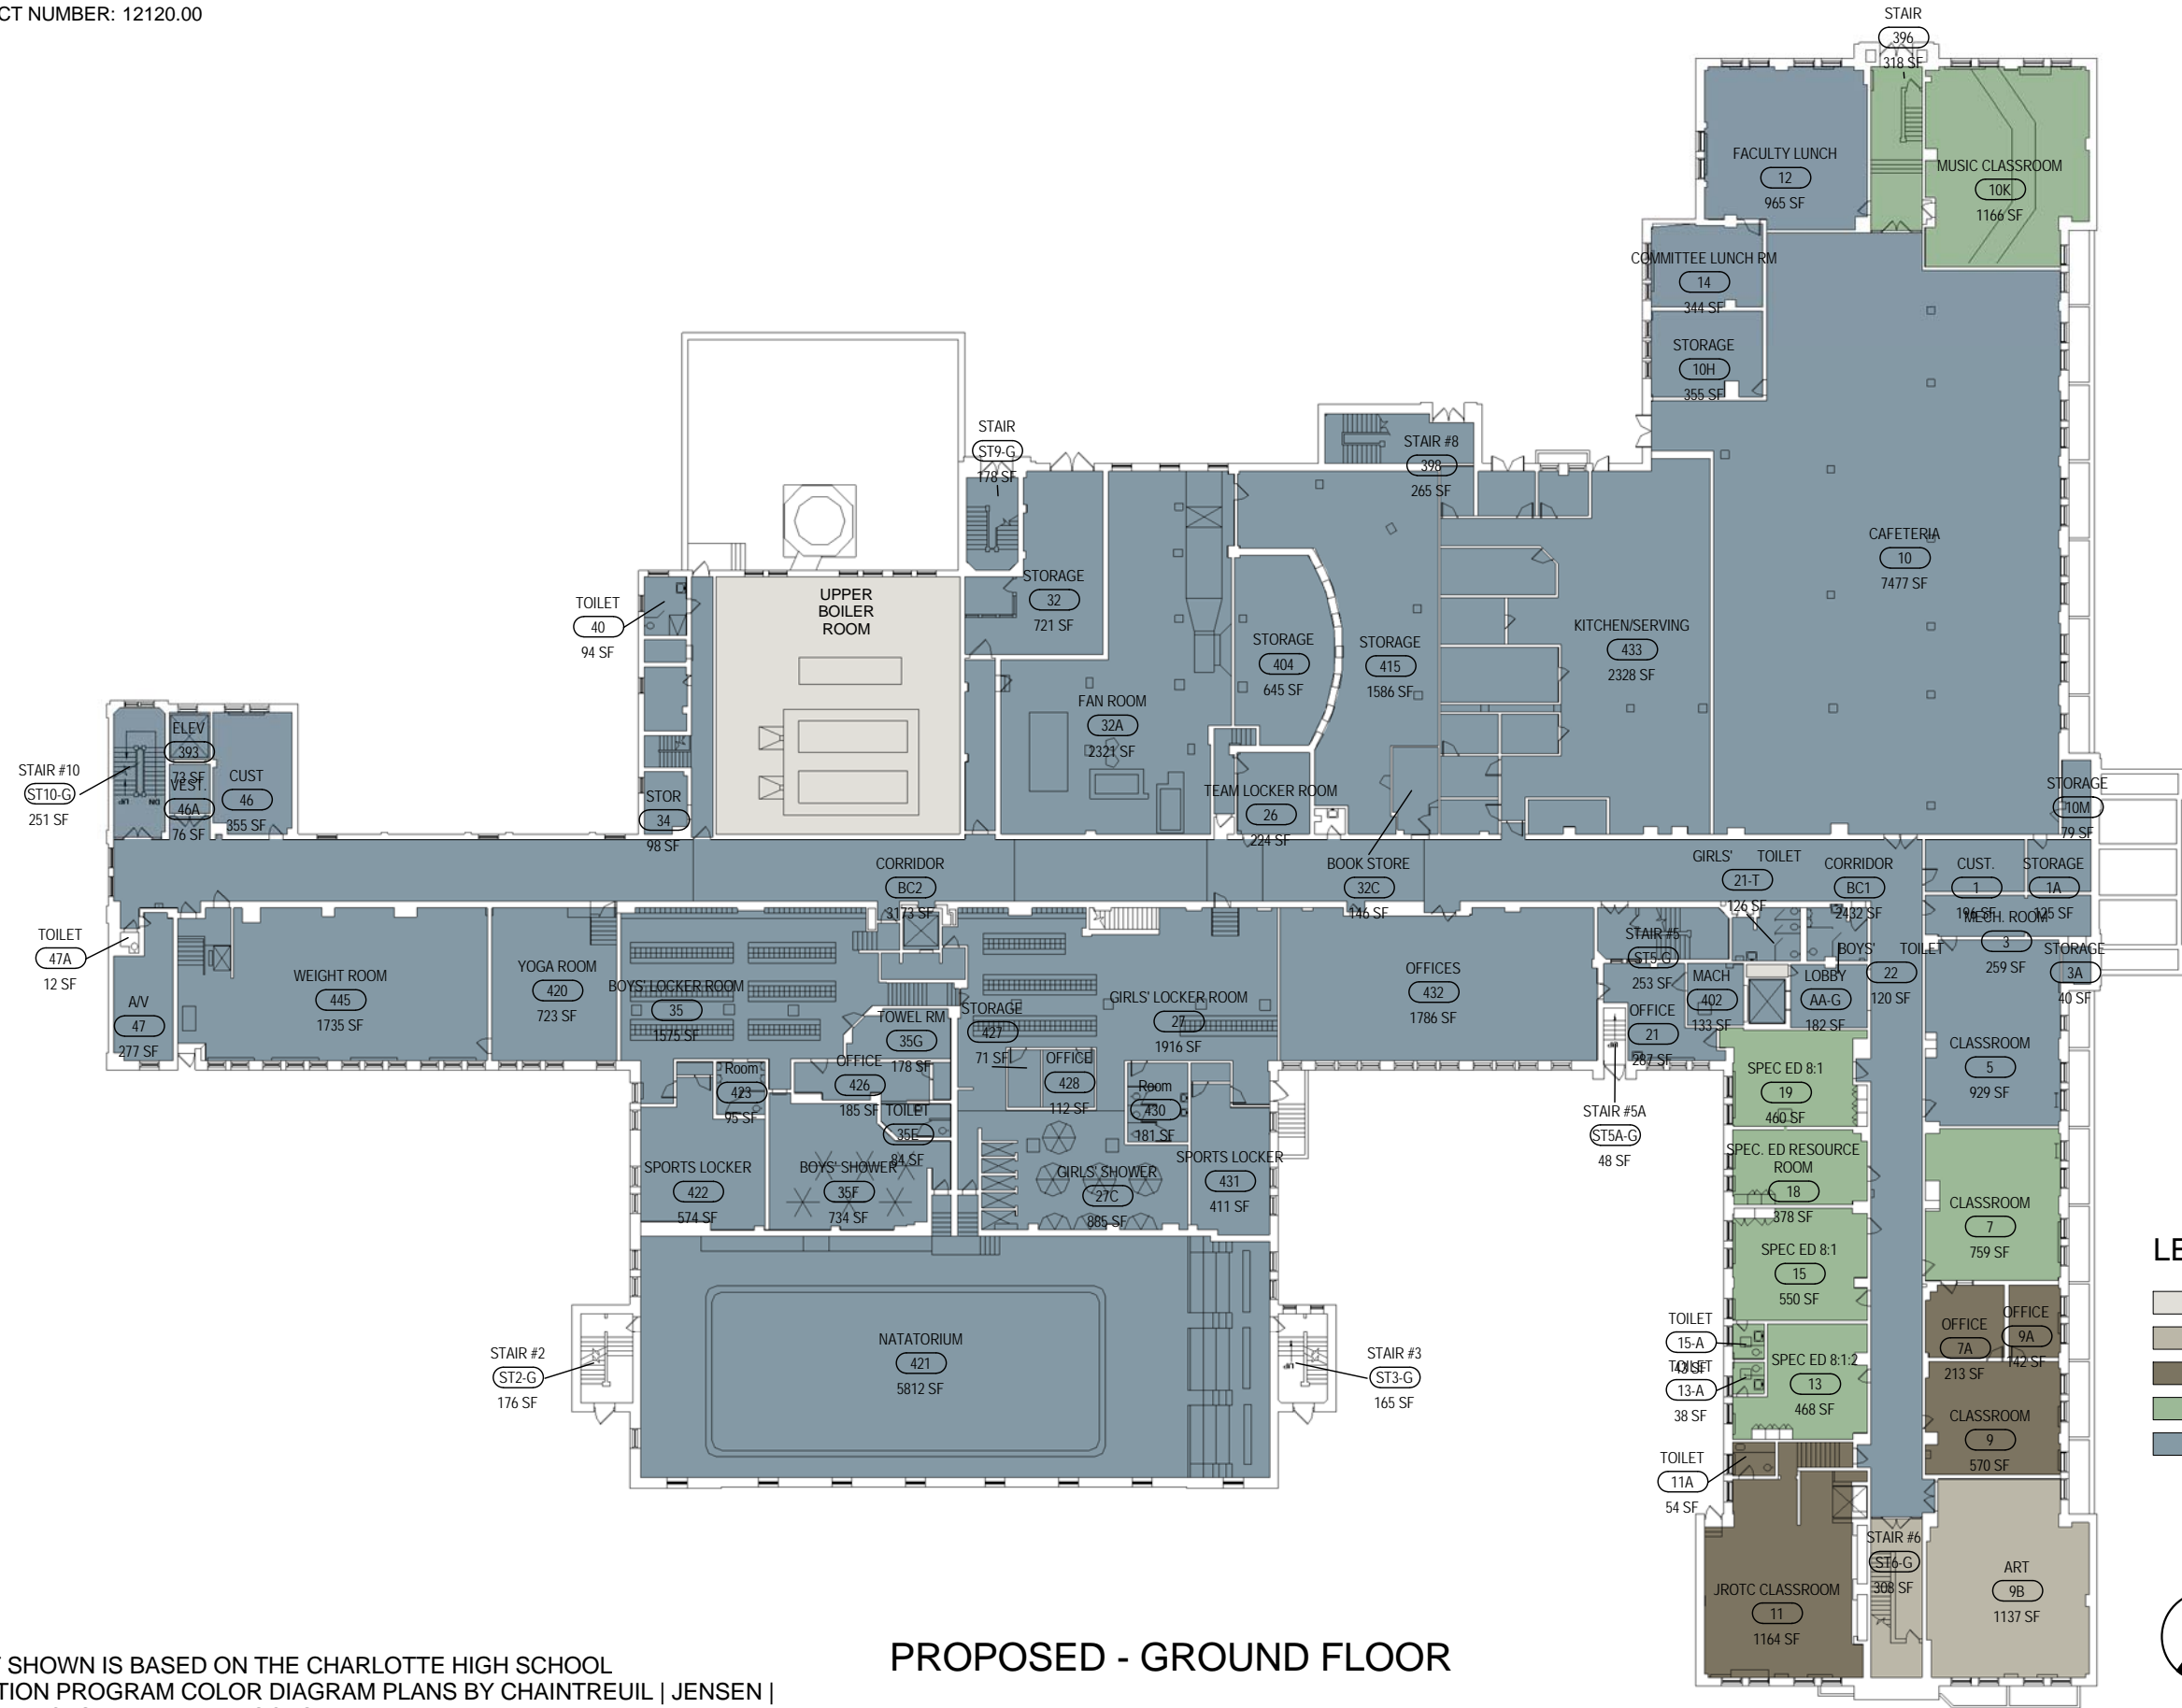 CT NUMBER: 12120.00
STAIR
396
318 SF
FACULTY LUNCH
12
965 SF
MUSIC CLASSROOM
10K
1166 SF
COMMITTEE LUNCH RM
14
344 SF
STORAGE
10H
355 SF
STAIR
ST9-G
178 SF
STAIR #8
398
265 SF
CAFETERIA
10
7477 SF
TOILET
40
94 SF
UPPER
BOILER
ROOM
STORAGE
32
721 SF
STORAGE
404
645 SF
STORAGE
415
1586 SF
KITCHEN/SERVING
433
2328 SF
FAN ROOM
32A
2321 SF
STAIR #10
ST10-G
251 SF
ELEV
393
73 SF
VEST.
46A
76 SF
CUST
46
355 SF
STOR
34
98 SF
TEAM LOCKER ROOM
26
224 SF
STORAGE
10M
79 SF
CORRIDOR
BC2
3173 SF
BOOK STORE
32C
146 SF
GIRLS' TOILET
21-T
126 SF
CORRIDOR
BC1
2432 SF
CUST.
1
196 SF
STORAGE
1A
125 SF
MECH. ROOM
3
259 SF
STORAGE
3A
40 SF
TOILET
47A
12 SF
A/V
47
277 SF
WEIGHT ROOM
445
1735 SF
YOGA ROOM
420
723 SF
BOYS' LOCKER ROOM
35
1575 SF
TOWEL RM
35G
178 SF
STORAGE
427
71 SF
GIRLS' LOCKER ROOM
27
1916 SF
OFFICES
432
1786 SF
STAIR #5
ST5-G
253 SF
OFFICE
21
287 SF
MACH
402
133 SF
LOBBY
AA-G
182 SF
BOYS' TOILET
22
120 SF
CLASSROOM
5
929 SF
Room
423
95 SF
OFFICE
426
185 SF
TOILET
35E
84 SF
OFFICE
428
112 SF
Room
430
181 SF
STAIR #5A
ST5A-G
48 SF
SPEC ED 8:1
19
460 SF
SPEC. ED RESOURCE
ROOM
18
378 SF
SPORTS LOCKER
422
574 SF
BOYS' SHOWER
35F
734 SF
GIRLS' SHOWER
27C
885 SF
SPORTS LOCKER
431
411 SF
CLASSROOM
7
759 SF
SPEC ED 8:1
15
550 SF
LE
TOILET
15-A
43 SF
TOILET
13-A
38 SF
SPEC ED 8:1:2
13
468 SF
OFFICE
7A
213 SF
OFFICE
9A
142 SF
STAIR #2
ST2-G
176 SF
NATATORIUM
421
5812 SF
STAIR #3
ST3-G
165 SF
CLASSROOM
9
570 SF
TOILET
11A
54 SF
JROTC CLASSROOM
11
1164 SF
STAIR #6
ST6-G
308 SF
ART
9B
1137 SF
PROPOSED - GROUND FLOOR
SHOWN IS BASED ON THE CHARLOTTE HIGH SCHOOL
TION PROGRAM COLOR DIAGRAM PLANS BY CHAINTREUIL | JENSEN |